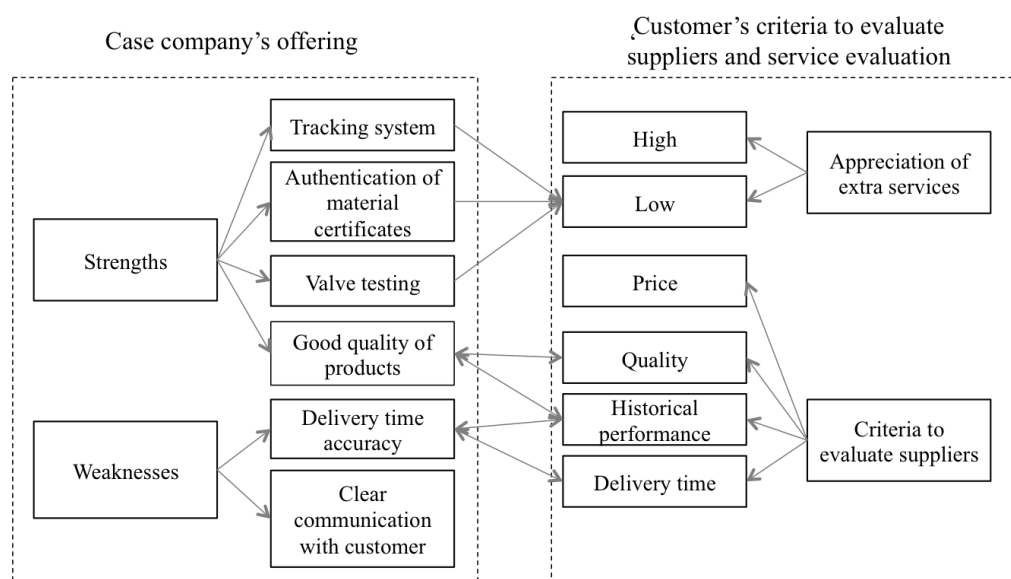 Case company's offering
Customer's criteria to evaluate
suppliers and service evaluation
Strengths
Tracking system
Authentication of
material
certificates
Valve testing
Good quality of
products
Weaknesses
Delivery time
accuracy
Clear
communication
with customer
High
Low
Appreciation of
extra services
Price
Quality
Historical
performance
Delivery time
Criteria to
evaluate suppliers